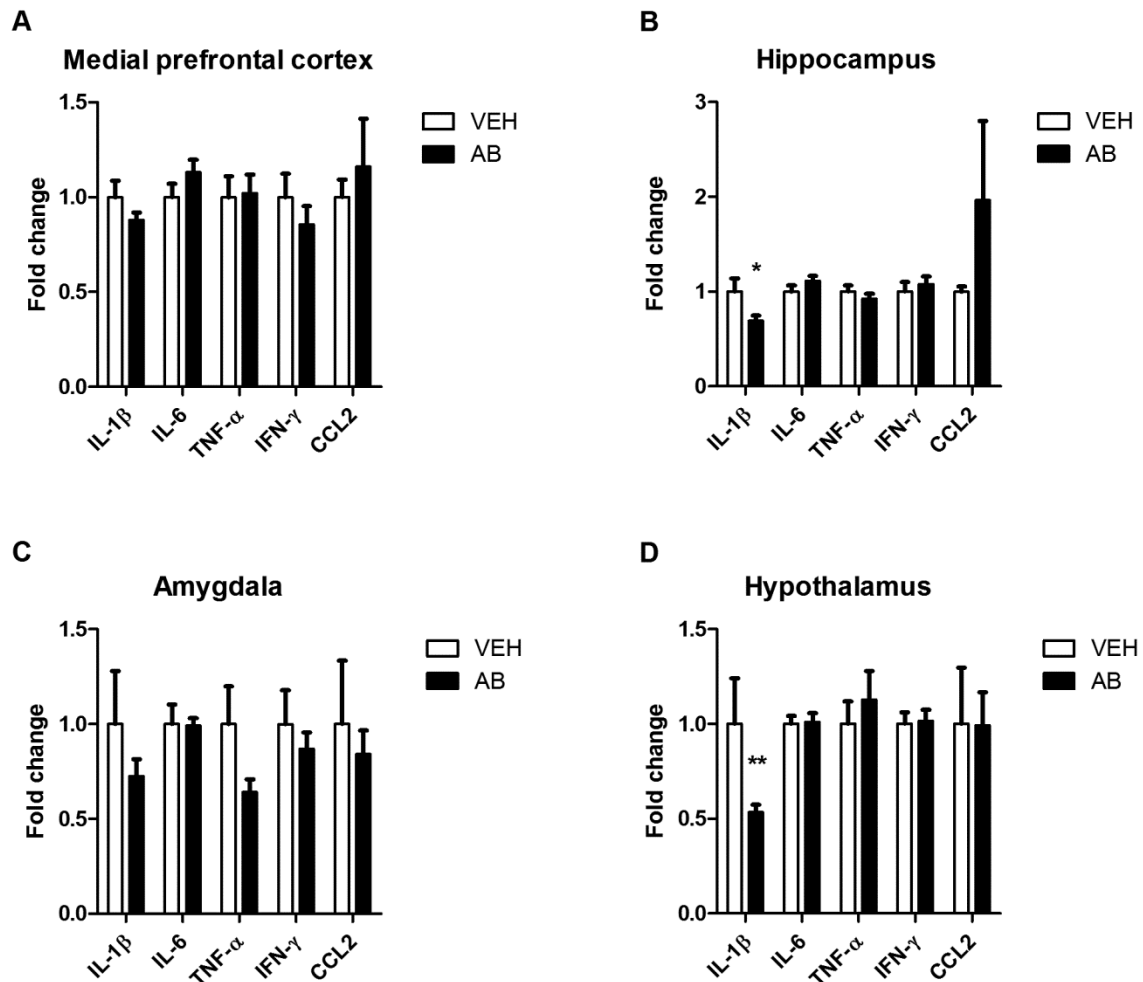 A
Medial prefrontal cortex
Fold change
1.5
1.0
0.5
0.0
IL-1β
IL-6
TNF-α
IFN-γ
CCL2
VEH
AB
B
Hippocampus
Fold change
3
2
1
0
*
IL-1β
IL-6
TNF-α
IFN-γ
CCL2
VEH
AB
C
Amygdala
Fold change
1.5
1.0
0.5
0.0
IL-1β
IL-6
TNF-α
IFN-γ
CCL2
VEH
AB
D
Hypothalamus
Fold change
1.5
1.0
0.5
0.0
**
IL-1β
IL-6
TNF-α
IFN-γ
CCL2
VEH
AB